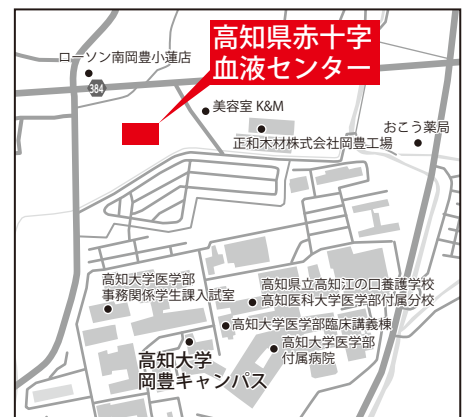 高知県赤十字
血液センター
ローソン南岡豊小蓮店
384
美容室 K&M
正和木材株式会社岡豊工場
おこう薬局
高知大学医学部
事務関係学生課入試室
高知県立高知江の口養護学校
高知医科大学医学部付属分校
高知大学医学部臨床講義棟
高知大学医学部
付属病院
高知大学
岡豊キャンパス